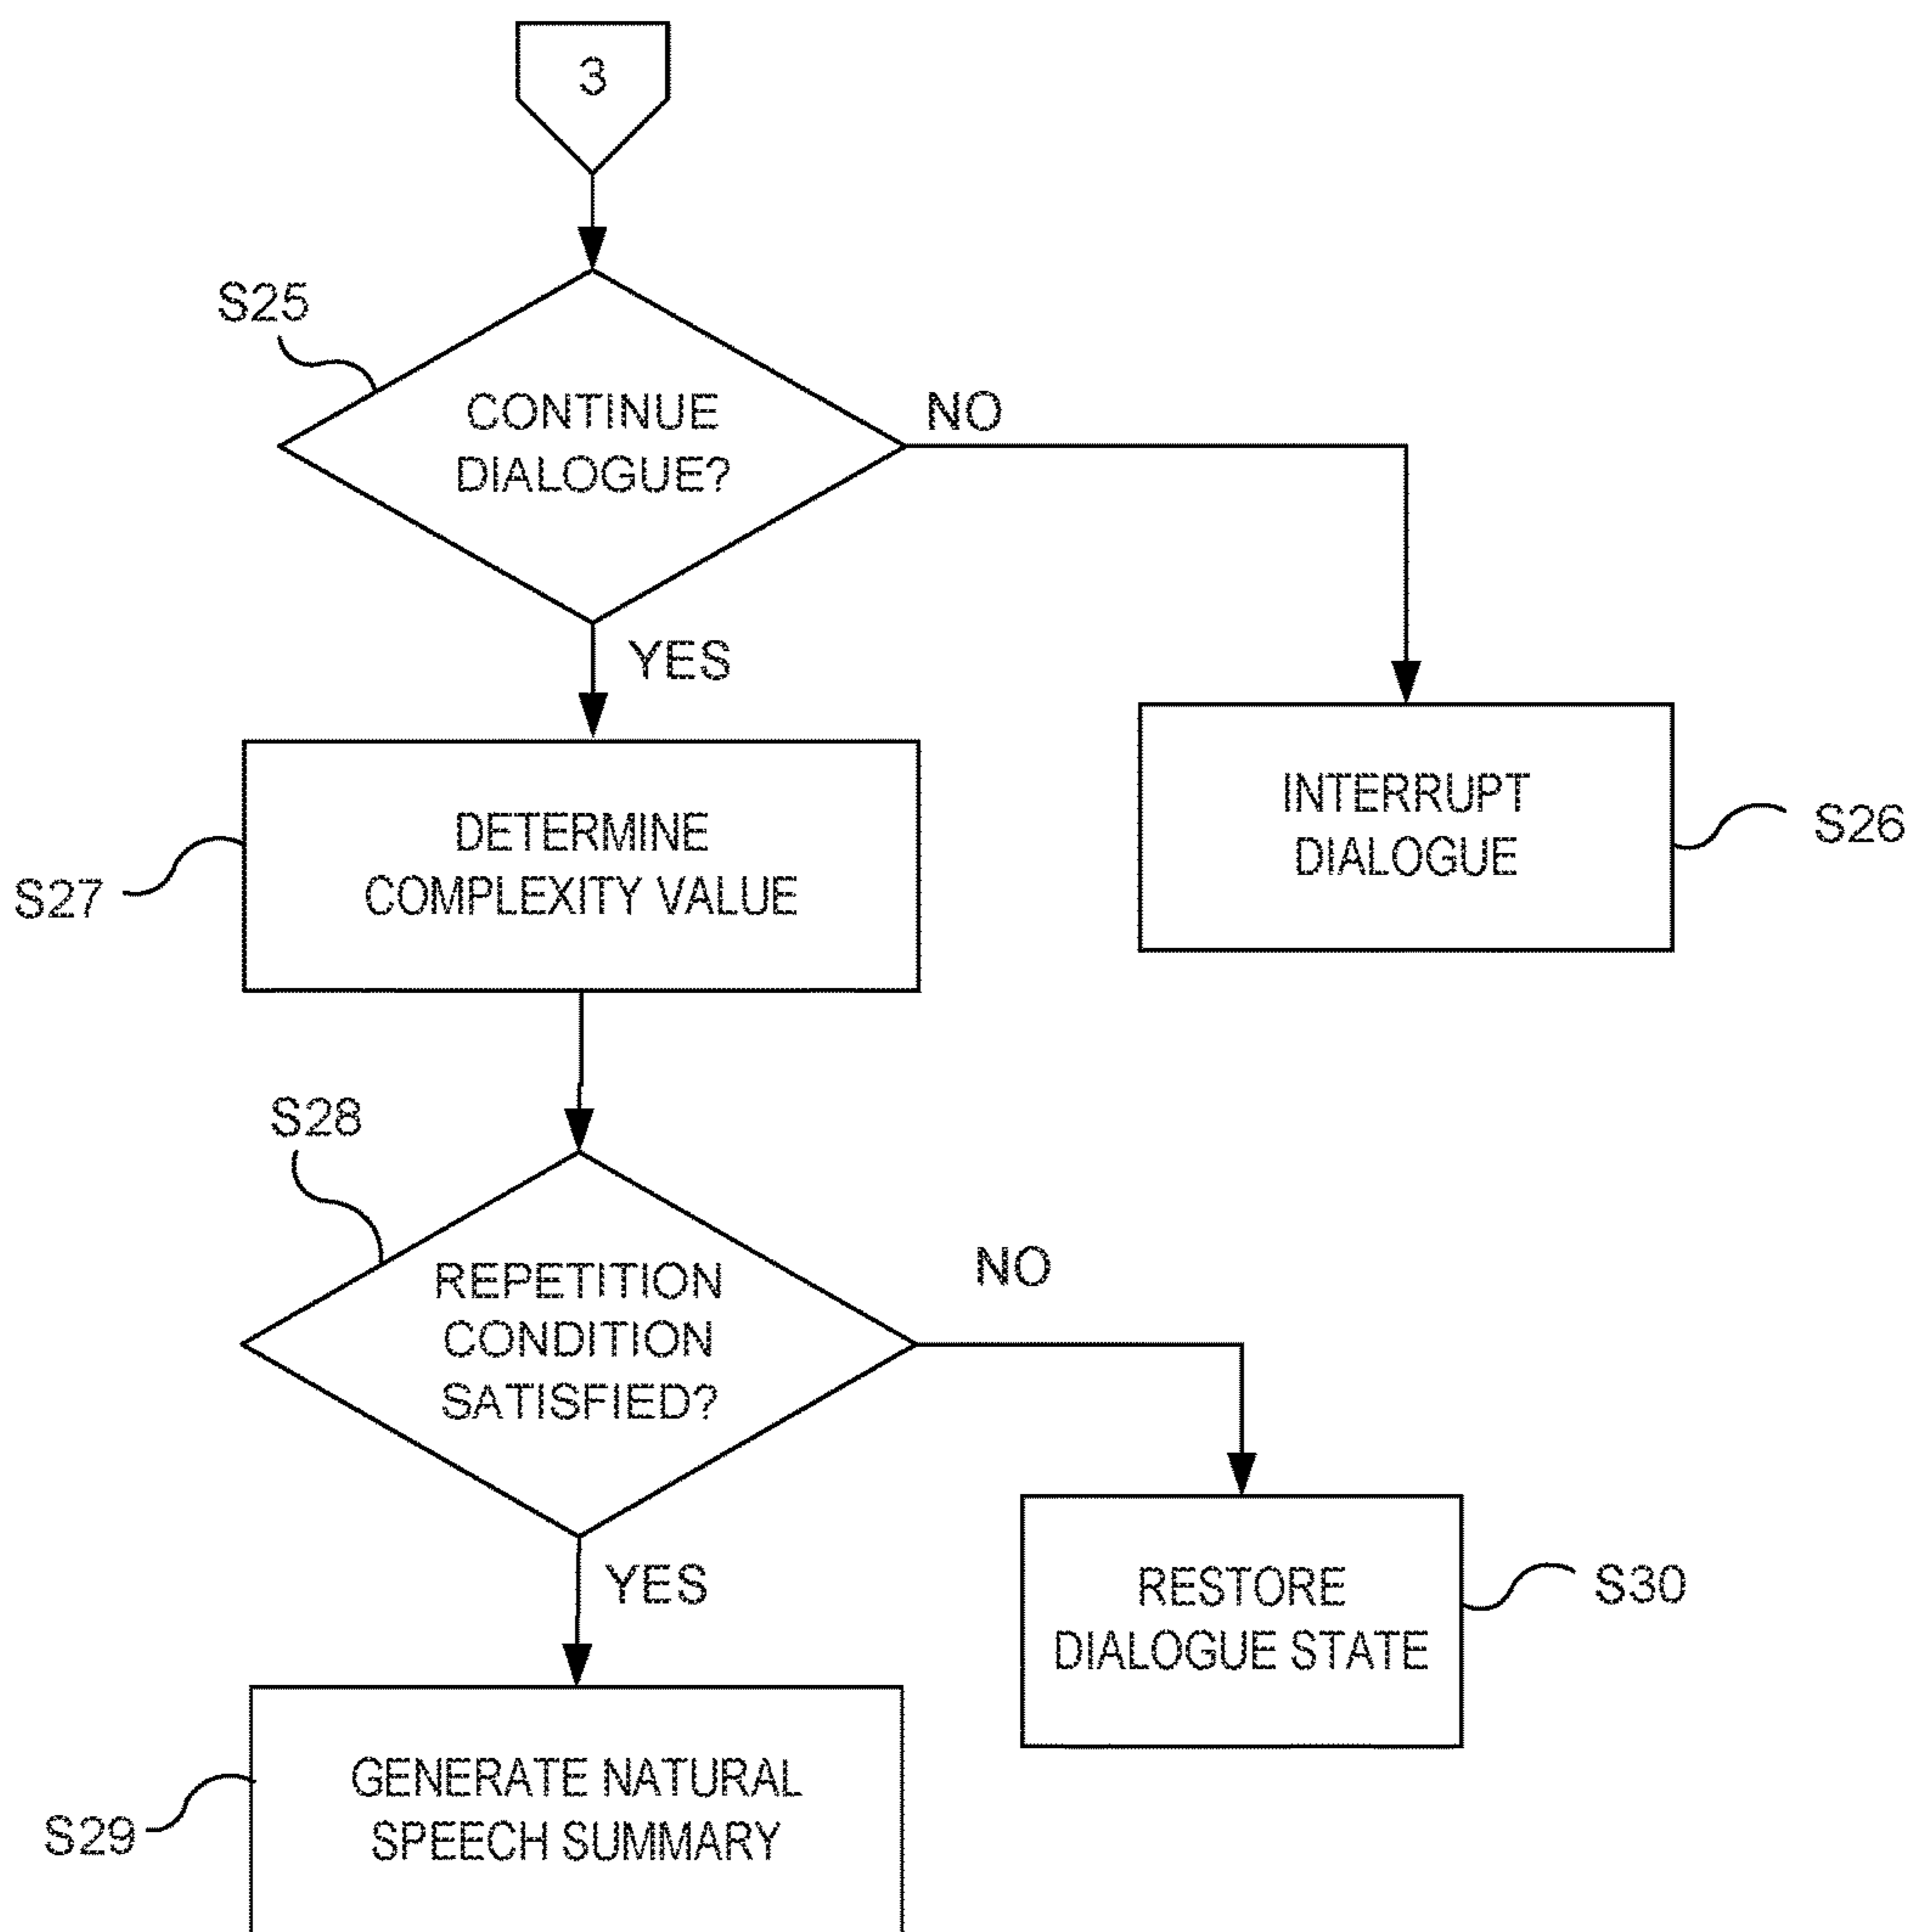 3
S25
CONTINUE
DIALOGUE?
NO
YES
INTERRUPT
DIALOGUE
S26
DETERMINE
COMPLEXITY VALUE
S27
S28
REPETITION
CONDITION
SATISFIED?
NO
YES
RESTORE
DIALOGUE STATE
S30
GENERATE NATURAL
SPEECH SUMMARY
S29